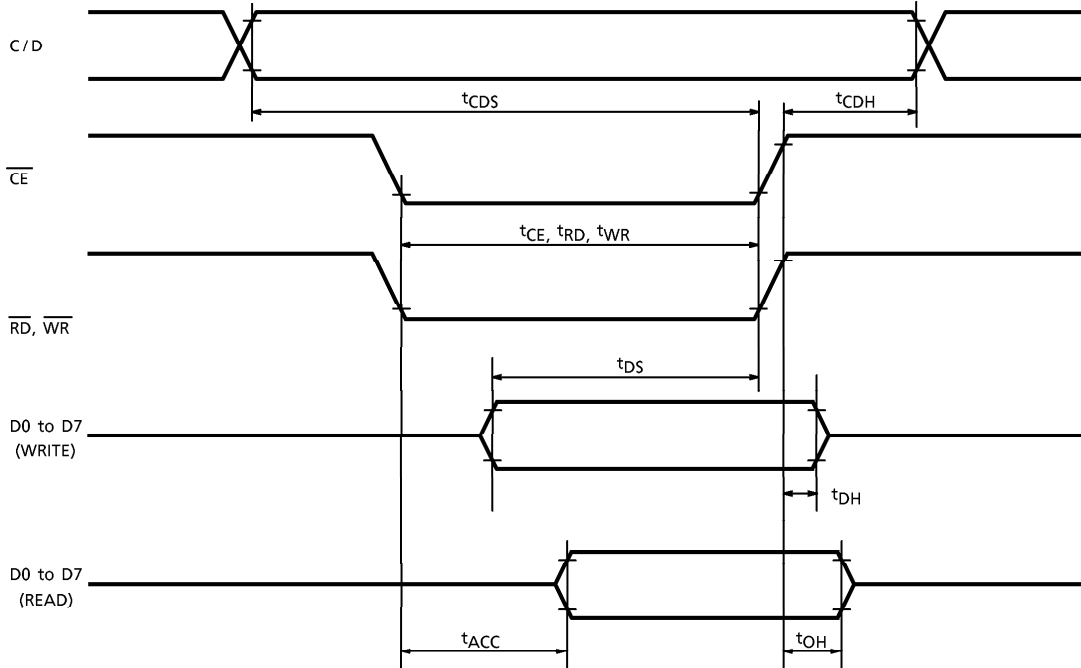 C/D
tCDS
tCDH
CE
tCE, tRD, tWR
RD, WR
tDS
D0 to D7
(WRITE)
tDH
D0 to D7
(READ)
tACC
tOH